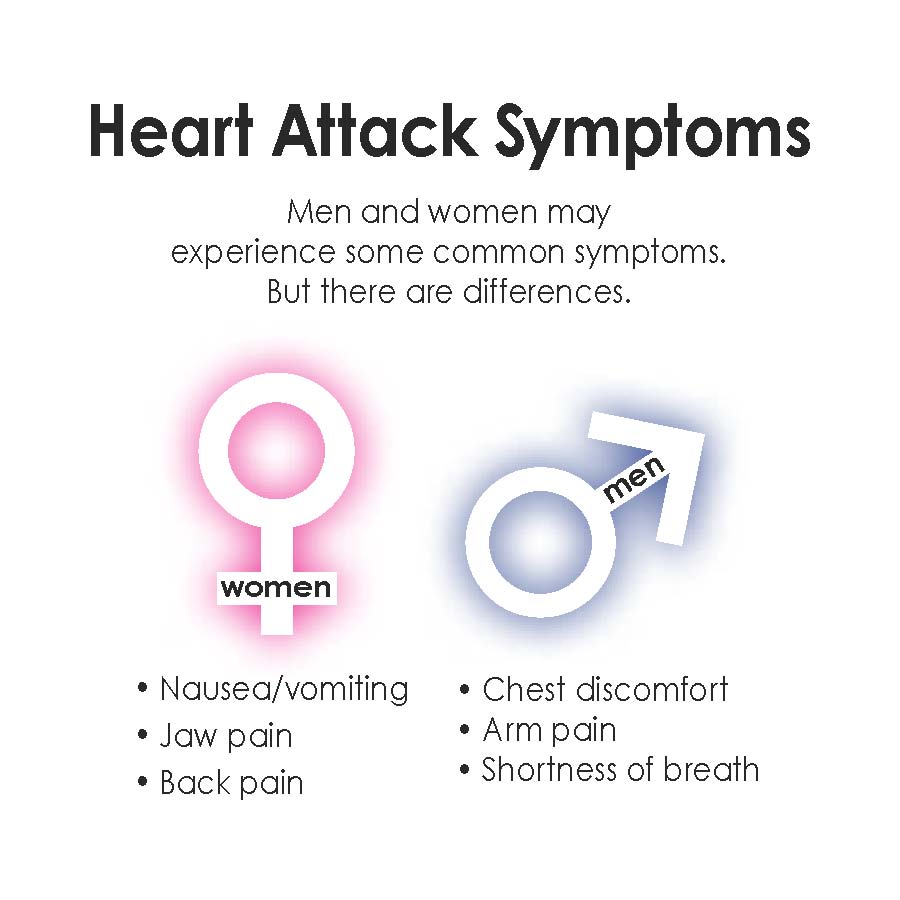 Heart Attack Symptoms
Men and women may
experience some common symptoms.
But there are differences.
women
men
• Nausea/vomiting
• Jaw pain
• Back pain
• Chest discomfort
• Arm pain
• Shortness of breath